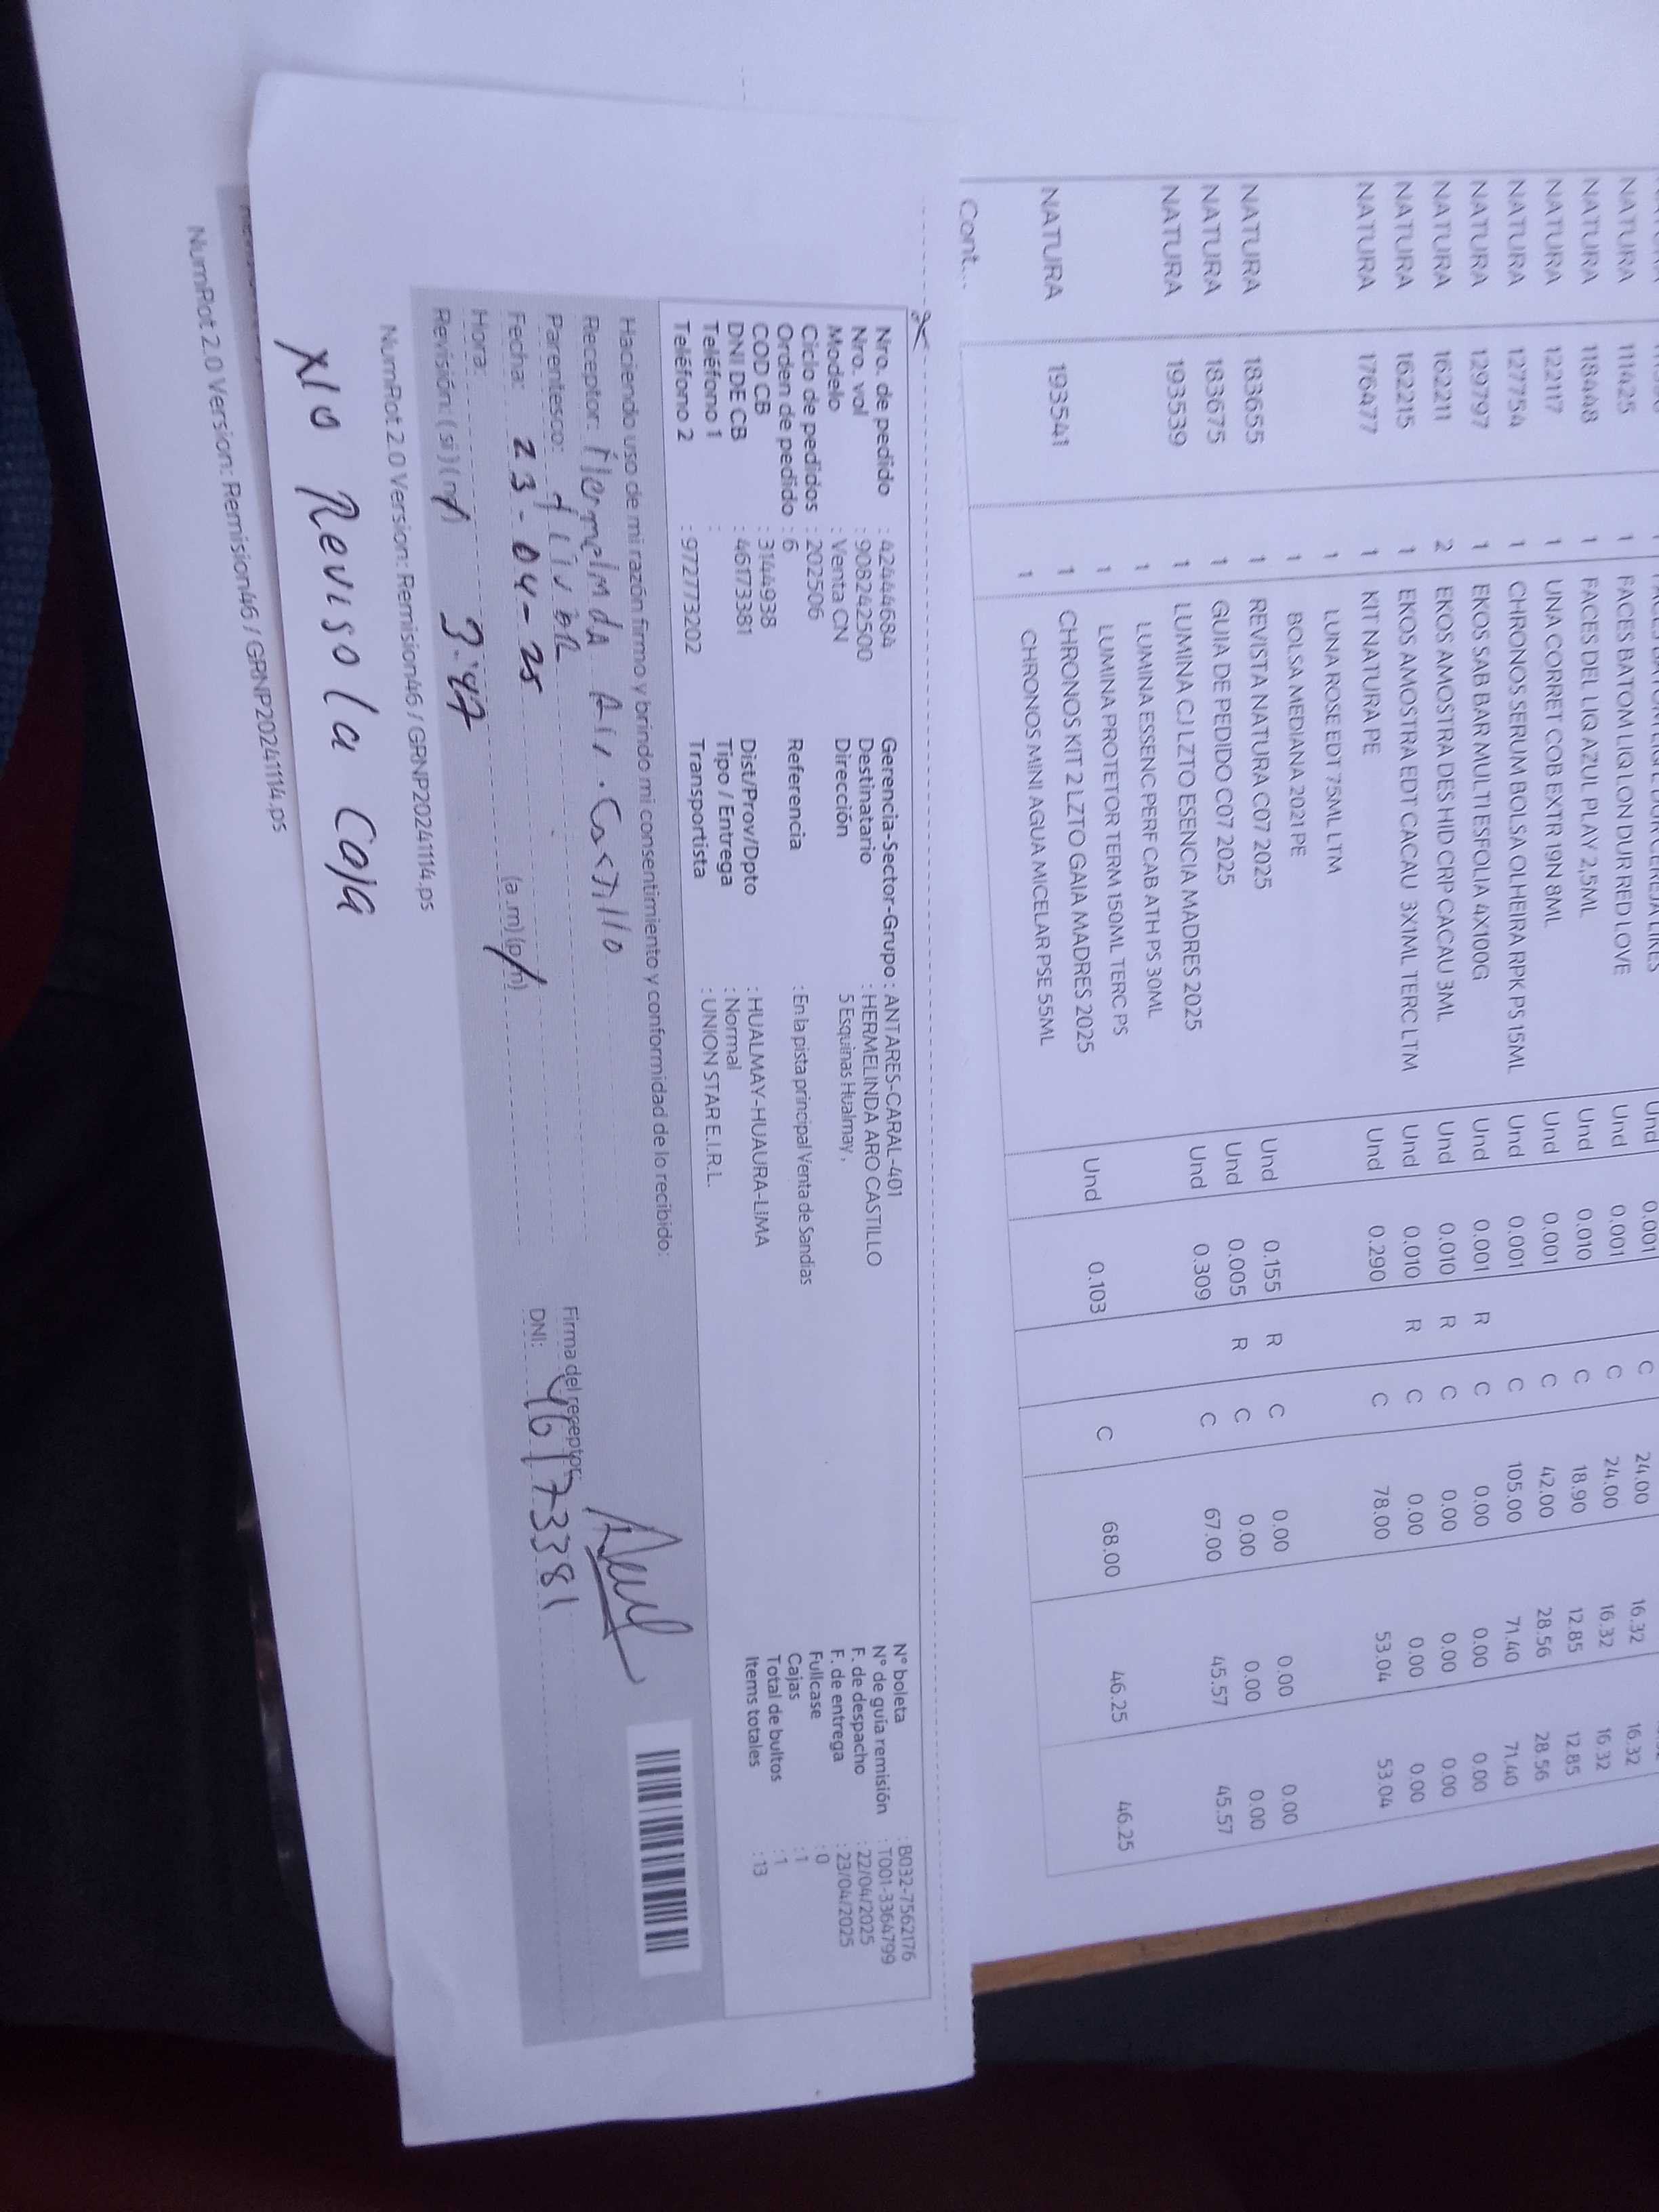 NATURA 111425 1 FACES BATOM LIQ LON DUR RED LOVE Und 0.001 C 24.00 16.32 16.32
NATURA 118448 1 FACES DEL LIQ AZUL PLAY 2,5ML Und 0.010 C 18.90 12.85 12.85
NATURA 122117 1 UNA CORRET COB EXTR 19N 8ML Und 0.001 C 42.00 28.56 28.56
NATURA 127754 1 CHRONOS SERUM BOLSA OLHEIRA RPK PS 15ML Und 0.001 C 105.00 71.40 71.40
NATURA 129797 1 EKOS SAB BAR MULTI ESFOLIA 4X100G Und 0.001 R C 0.00 0.00 0.00
NATURA 162211 2 EKOS AMOSTRA DES HID CRP CACAU 3ML Und 0.010 R C 0.00 0.00 0.00
NATURA 162215 1 EKOS AMOSTRA EDT CACAU 3X1ML TERC LTM Und 0.010 R C 0.00 0.00 0.00
NATURA 176477 1 KIT NATURA PE Und 0.290 C 78.00 53.04 53.04
1 LUNA ROSE EDT 75ML LTM
1 BOLSA MEDIANA 2021 PE
NATURA 183655 1 REVISTA NATURA C07 2025 Und 0.155 R C 0.00 0.00 0.00
NATURA 183675 1 GUIA DE PEDIDO C07 2025 Und 0.005 R C 0.00 0.00 0.00
NATURA 193539 1 LUMINA CJ LZTO ESENCIA MADRES 2025 Und 0.309 C 67.00 45.57 45.57
1 LUMINA ESSENC PERF CAB ATH PS 30ML
1 LUMINA PROTETOR TERM 150ML TERC PS
NATURA 193541 1 CHRONOS KIT 2 LZTO GAIA MADRES 2025 Und 0.103 C 68.00 46.25 46.25
1 CHRONOS MINI AGUA MICELAR PSE 55ML
Cont...
Nro. de pedido : 42444684 Gerencia-Sector-Grupo : ANTARES-CARAL-401 N° boleta : B032-7562176
Nro. vol : 908242500 Destinatario : HERMELINDA ARO CASTILLO N° de guía remisión : T001-3364799
Modelo : Venta CN Dirección 5 Esquinas Hualmay , F. de despacho : 22/04/2025
Ciclo de pedidos : 202506 F. de entrega : 23/04/2025
Orden de pedido : 6 Referencia : En la pista principal Venta de Sandias Fullcase : 0
COD CB : 3144938 Cajas : 1
DNI DE CB : 46173381 Dist/Prov/Dpto : HUALMAY-HUAURA-LIMA Total de bultos : 1
Teléfono 1 : Tipo / Entrega : Normal Items totales : 13
Teléfono 2 : 972773202 Transportista : UNION STAR E.I.R.L.
Haciendo uso de mi razón firmo y brindo mi consentimiento y conformidad de lo recibido:
Receptor: Hermelinda Castillo
Parentesco: Firma del receptor:
Fecha: 23-04-25 DNI: 46173381
Hora: 3:47 (a.m) (p.m)
Revisión: ( si ) ( no )
NumRot 2.0 Version: Remision46 / GRNP20241114.ps
No Reviso la Caja
NumRot 2.0 Version: Remision46 / GRNP20241114.ps